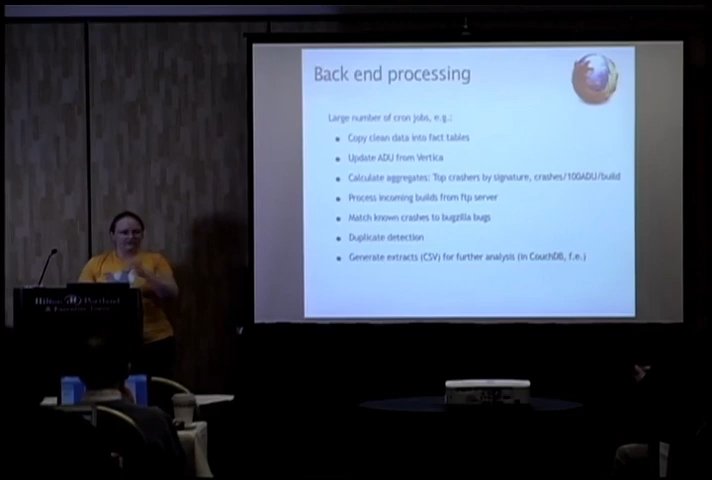 Back end processing
Large number of cron jobs, e.g.:
Copy clean data into fact tables
Update ADU from Vertica
Calculate aggregates: Top crashers by signature, crashes/100ADU/build
Process incoming builds from ftp server
Match known crashes to bugzilla bugs
Duplicate detection
Generate extracts (CSV) for further analysis (in CouchDB, f.e.)
Hilton Portland
& Executive Tower